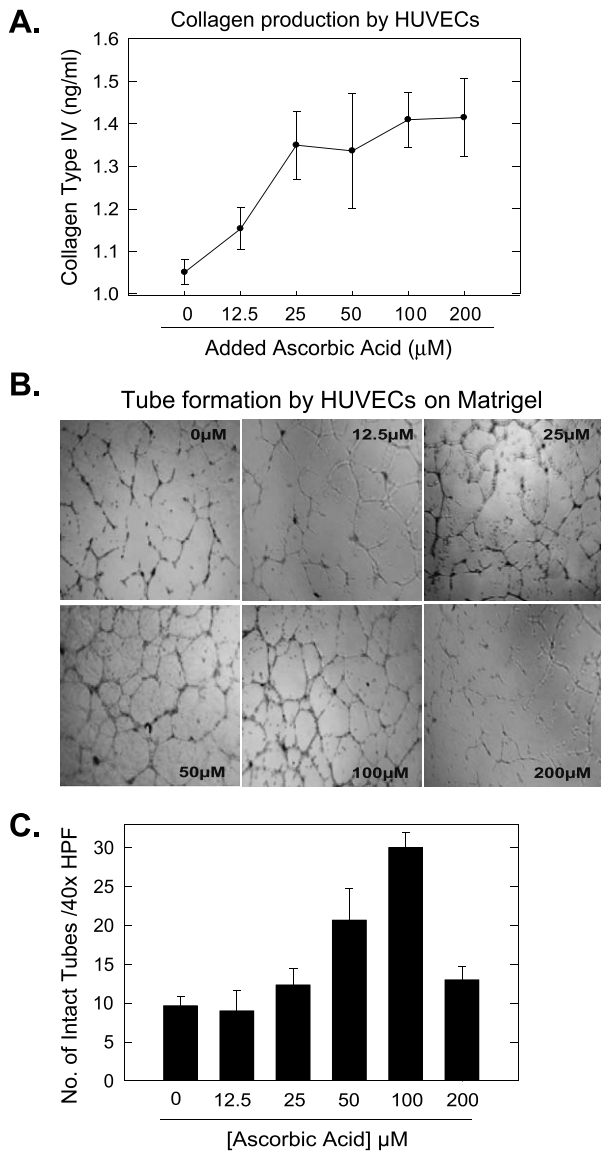 A.
Collagen production by HUVECs
Collagen Type IV (ng/ml)
1.6
1.5
1.4
1.3
1.2
1.1
1.0
0 12.5 25 50 100 200
Added Ascorbic Acid (μM)
B.
Tube formation by HUVECs on Matrigel
0μM 12.5μM 25μM
50μM 100μM 200μM
C.
No. of Intact Tubes /40x HPF
30
25
20
15
10
5
0
0 12.5 25 50 100 200
[Ascorbic Acid] μM